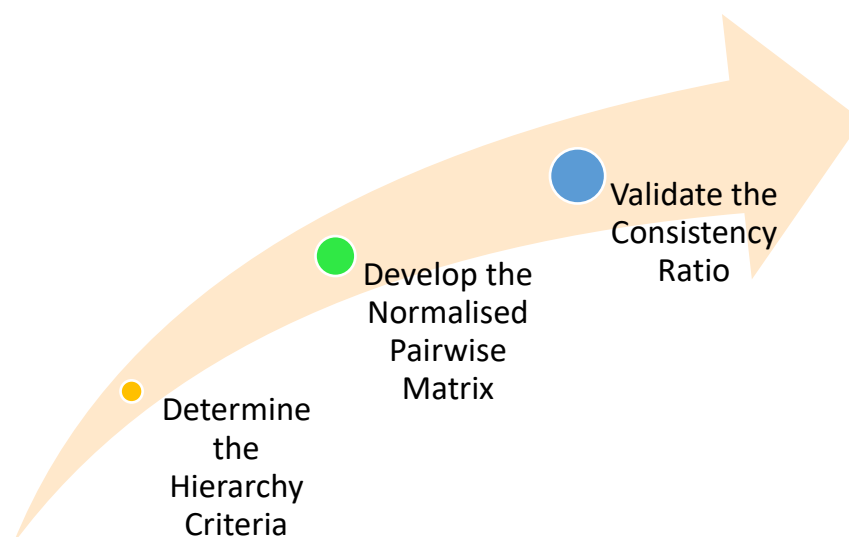 Determine
the
Hierarchy
Criteria
Develop the
Normalised
Pairwise
Matrix
Validate the
Consistency
Ratio